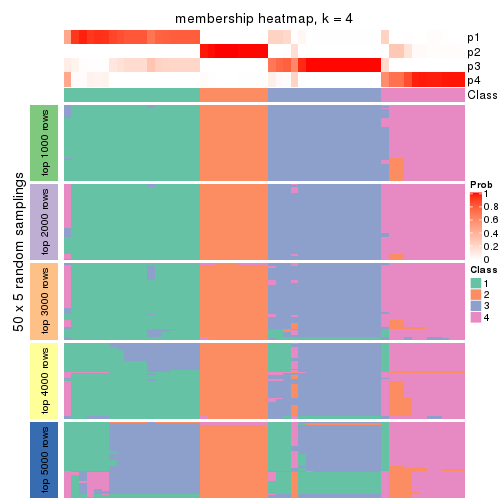 membership heatmap, k = 4
p1
p2
p3
p4
Class
50 x 5 random samplings
top 1000 rows
top 2000 rows
top 3000 rows
top 4000 rows
top 5000 rows
Prob
1
0.8
0.6
0.4
0.2
0
Class
1
2
3
4